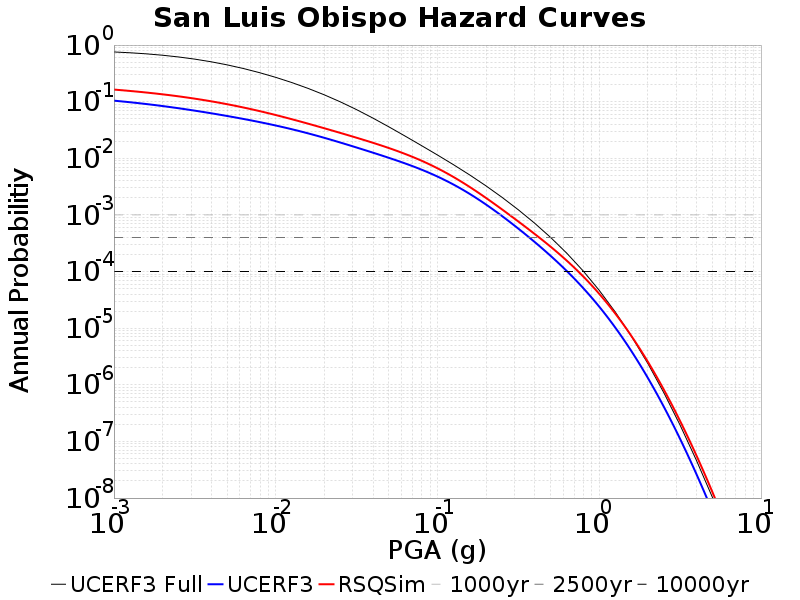 San Luis Obispo Hazard Curves
Annual Probabilitiy
10^0
10^-1
10^-2
10^-3
10^-4
10^-5
10^-6
10^-7
10^-8
10^-3 10^-2 10^-1 10^0 10^1
PGA (g)
UCERF3 Full UCERF3 RSQSim 1000yr 2500yr 10000yr